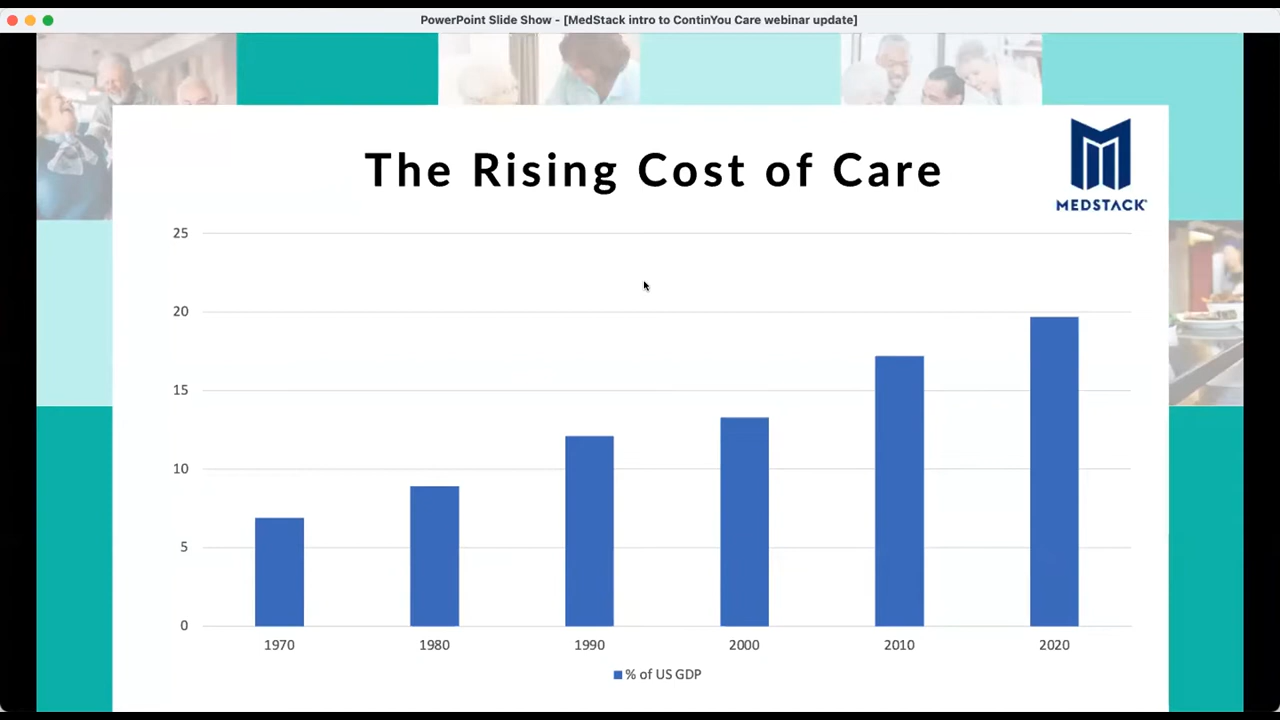 PowerPoint Slide Show - [MedStack intro to ContinYou Care webinar update]
The Rising Cost of Care
MEDSTACK
25
20
15
10
5
0
1970 1980 1990 2000 2010 2020
% of US GDP